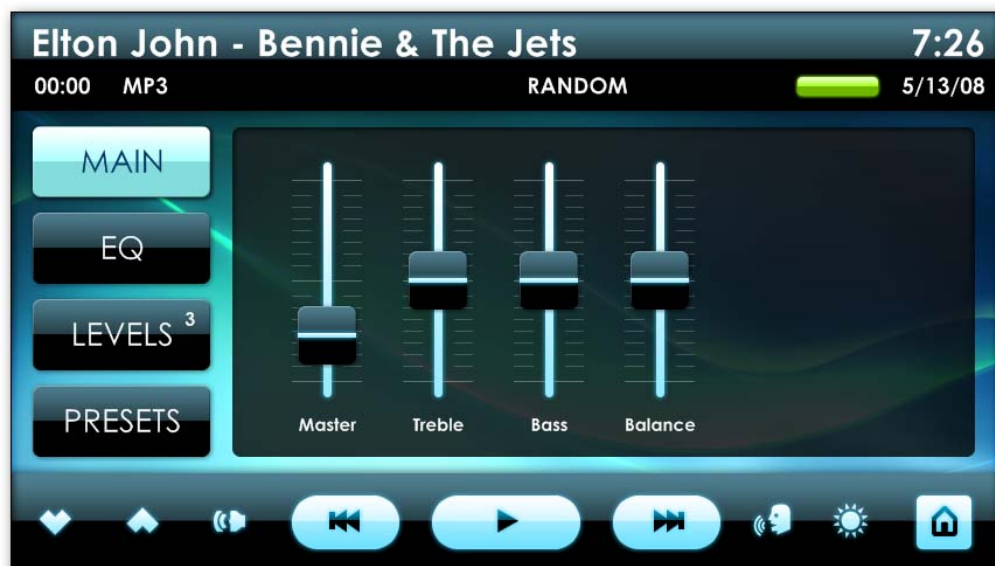 Elton John - Bennie & The Jets 7:26
00:00 MP3 RANDOM 5/13/08
MAIN
EQ
LEVELS 3
PRESETS
Master Treble Bass Balance